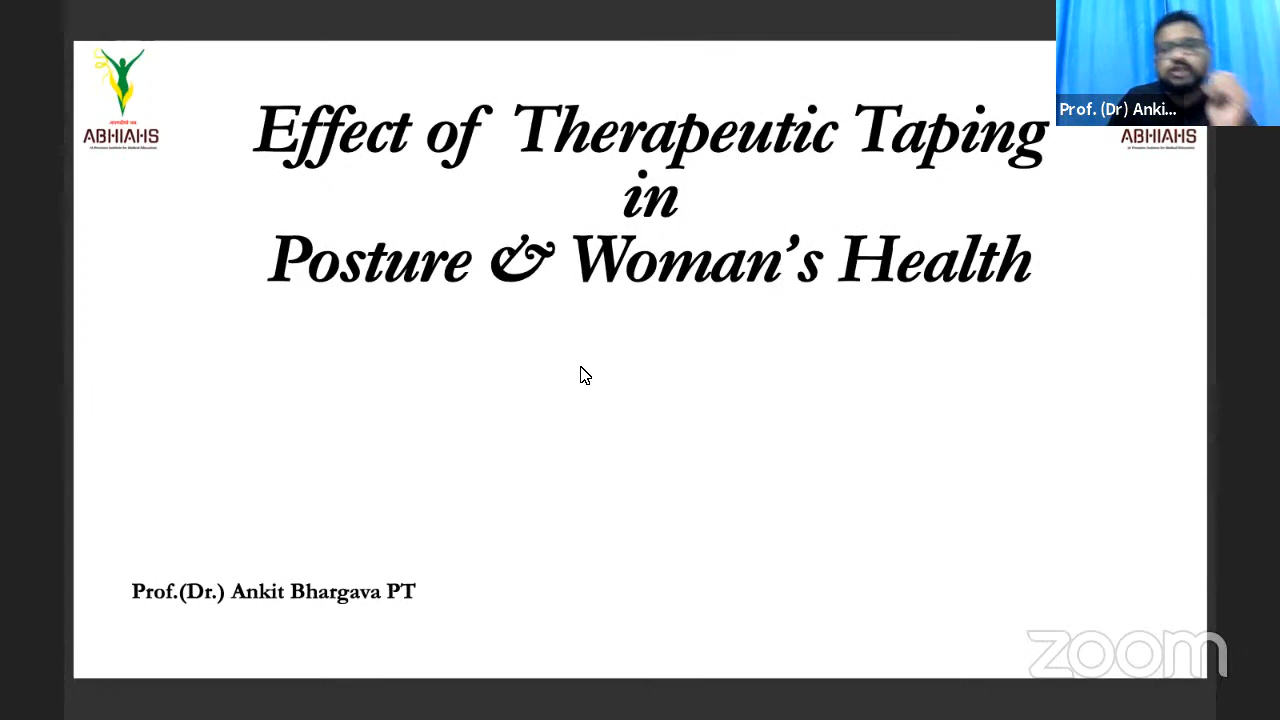 Effect of Therapeutic Taping
in
Posture & Woman's Health
Prof.(Dr.) Ankit Bhargava PT
Prof. (Dr) Anki...
ABHIAHS
ABHIAHS
zoom